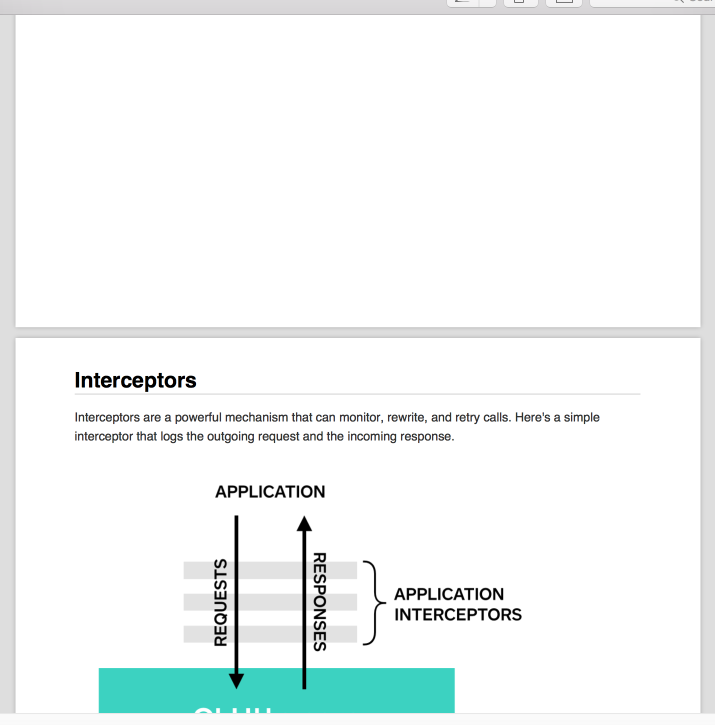 Interceptors
Interceptors are a powerful mechanism that can monitor, rewrite, and retry calls. Here's a simple
interceptor that logs the outgoing request and the incoming response.
APPLICATION
REQUESTS
RESPONSES
APPLICATION
INTERCEPTORS